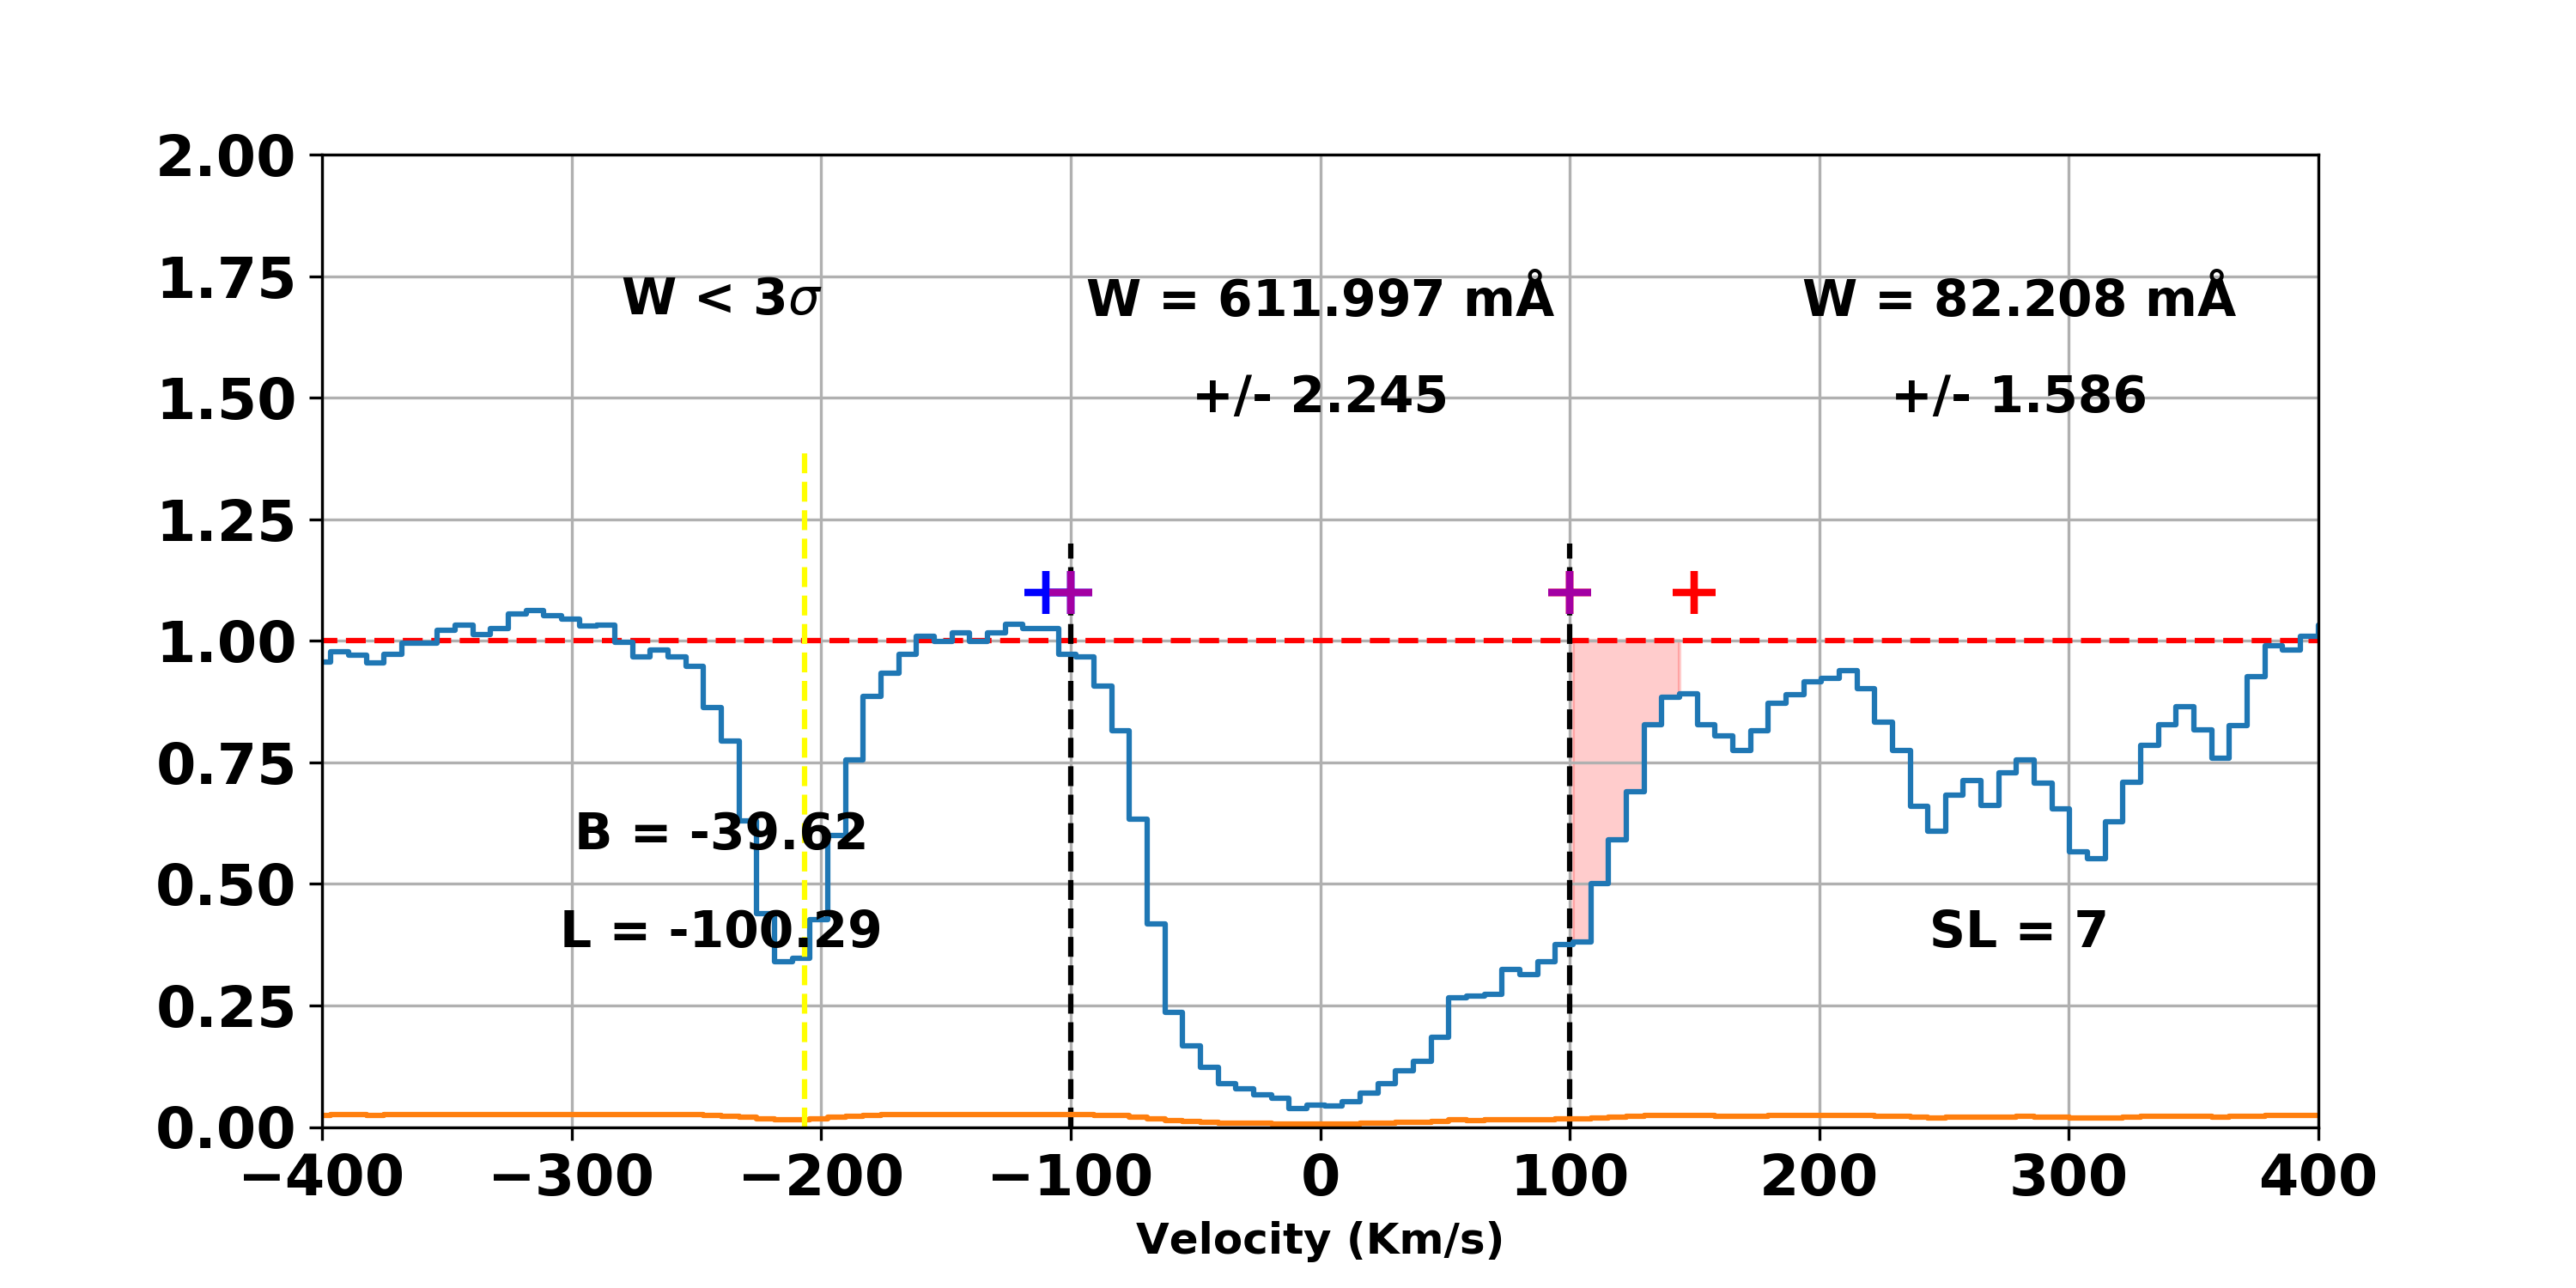 2.00
1.75
1.50
1.25
1.00
0.75
0.50
0.25
0.00
W < 3σ
W = 611.997 mÅ
+/- 2.245
W = 82.208 mÅ
+/- 1.586
B = -39.62
L = -100.29
SL = 7
−400 −300 −200 −100 0 100 200 300 400
Velocity (Km/s)